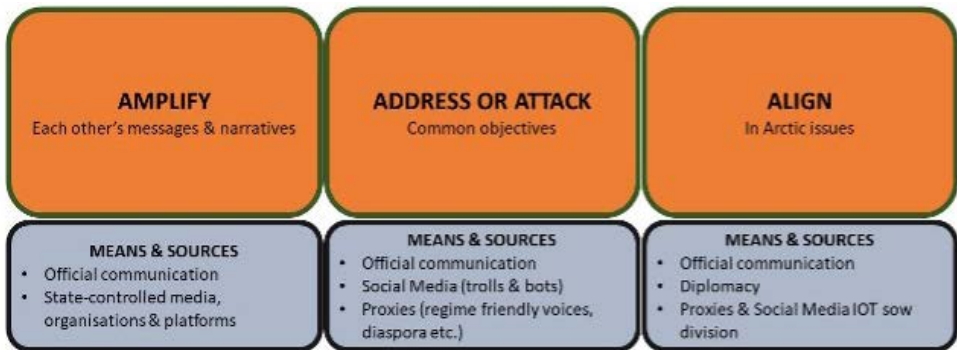 AMPLIFY
Each other's messages & narratives
MEANS & SOURCES
• Official communication
• State-controlled media,
organisations & platforms
ADDRESS OR ATTACK
Common objectives
MEANS & SOURCES
• Official communication
• Social Media (trolls & bots)
• Proxies (regime friendly voices,
diaspora etc.)
ALIGN
In Arctic issues
MEANS & SOURCES
• Official communication
• Diplomacy
• Proxies & Social Media IOT sow
division